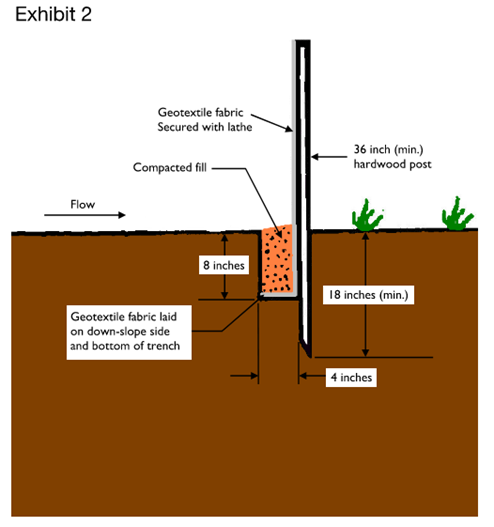 Exhibit 2
Geotextile fabric
Secured with lathe
36 inch (min.)
hardwood post
Compacted fill
Flow
8 inches
18 inches (min.)
Geotextile fabric laid
on down-slope side
and bottom of trench
4 inches